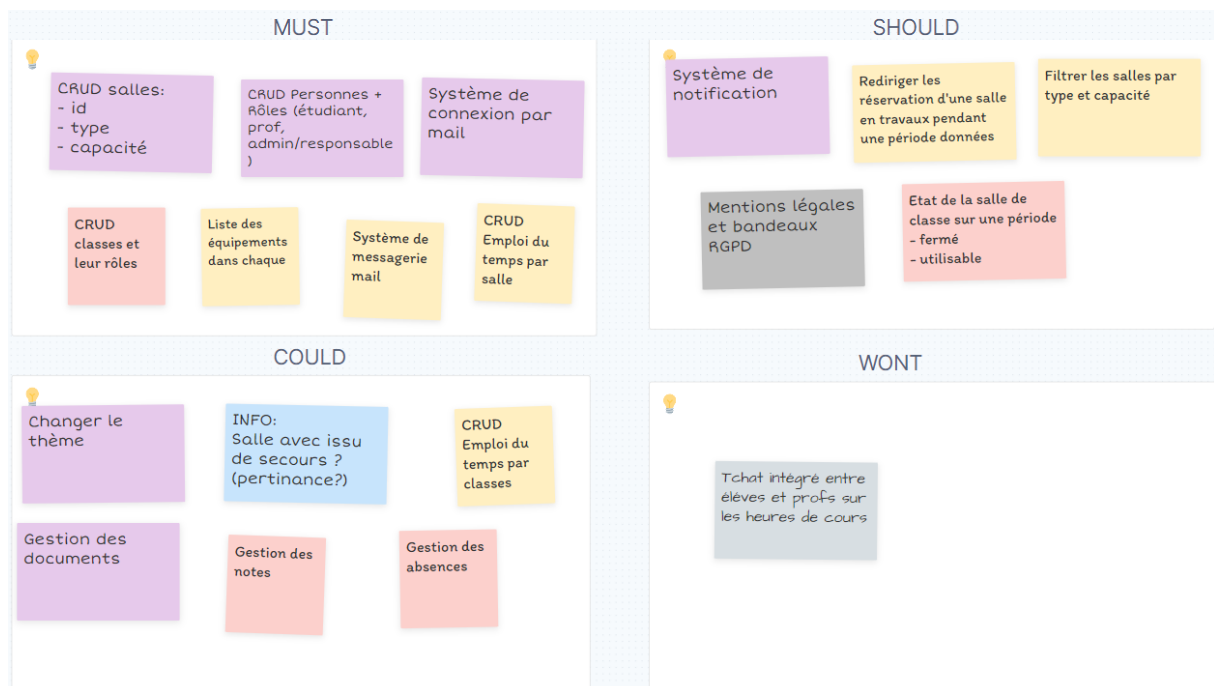 MUST
CRUD salles:
- id
- type
- capacité
CRUD Personnes +
Rôles (étudiant,
prof,
admin/responsable
)
Système de
connexion par
mail
CRUD
classes et
leur rôles
Liste des
équipements
dans chaque
Système de
messagerie
mail
CRUD
Emploi du
temps par
salle
SHOULD
Système de
notification
Rediriger les
réservation d'une salle
en travaux pendant
une période données
Filtrer les salles par
type et capacité
Mentions légales
et bandeaux
RGPD
Etat de la salle de
classe sur une période
- fermé
- utilisable
COULD
Changer le
thème
INFO:
Salle avec issu
de secours ?
(pertinance?)
CRUD
Emploi du
temps par
classes
Gestion des
documents
Gestion des
notes
Gestion des
absences
WONT
Tchat intégré entre
éléves et profs sur
les heures de cours